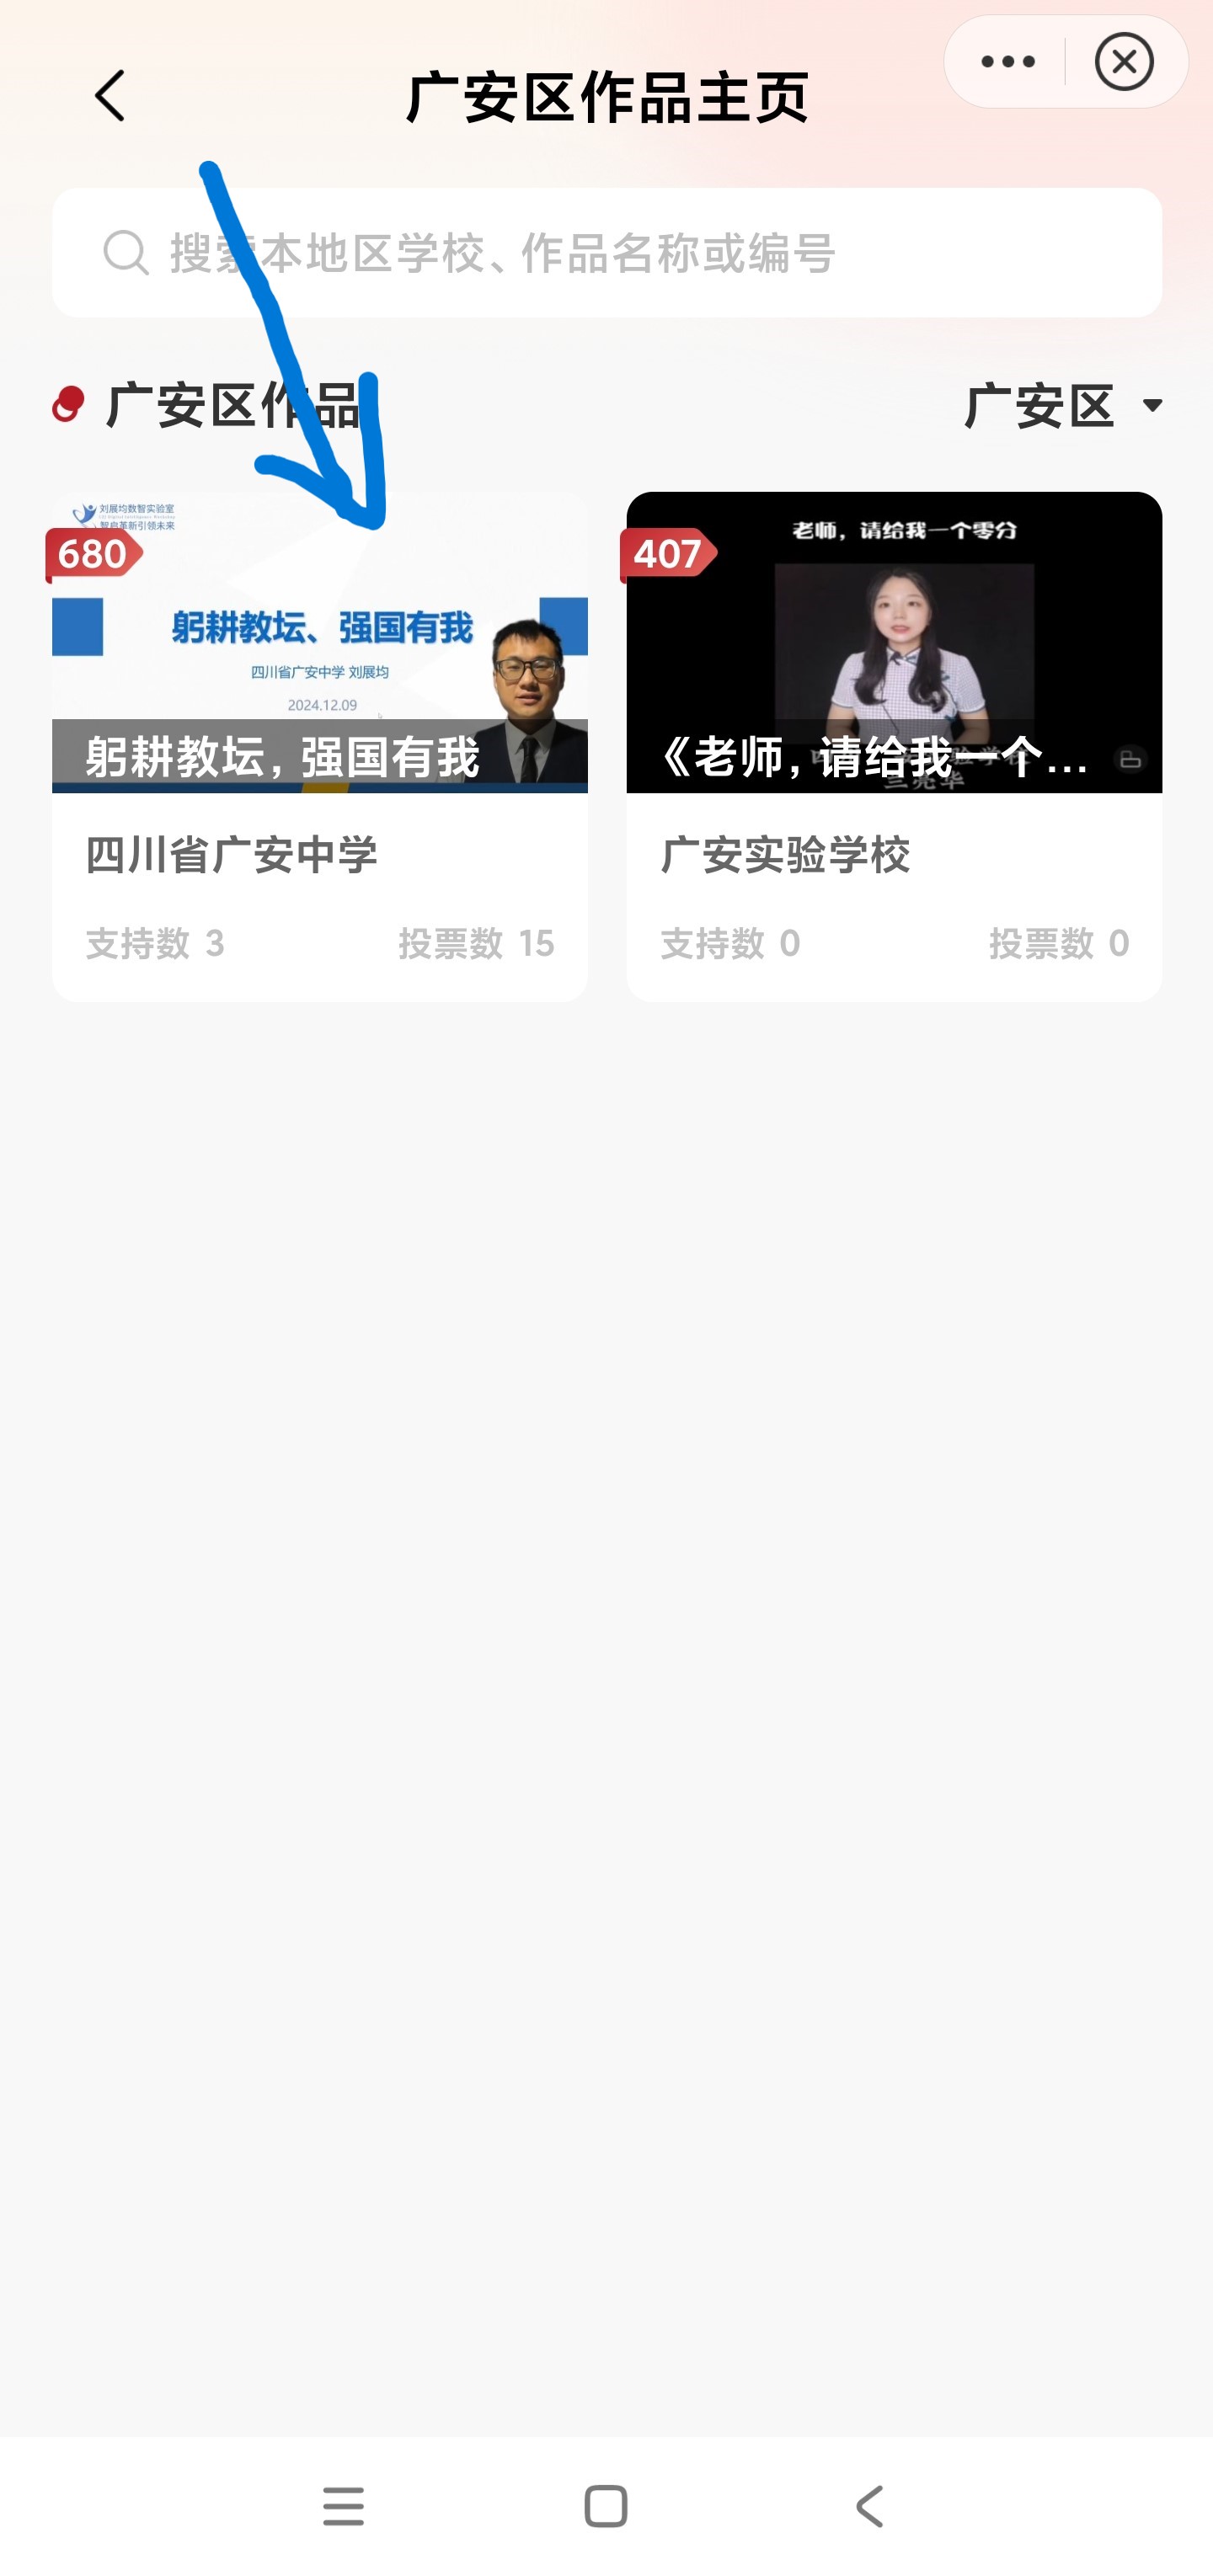 广安区作品主页
搜索本地区学校、作品名称或编号
广安区作品
广安区
刘展均数智实验室
智启革新引领未来
680
躬耕教坛、强国有我
四川省广安中学 刘展均
2024.12.09
躬耕教坛，强国有我
四川省广安中学
支持数 3
投票数 15
老师，请给我一个零分
407
《老师，请给我一个...
广安实验学校
支持数 0
投票数 0